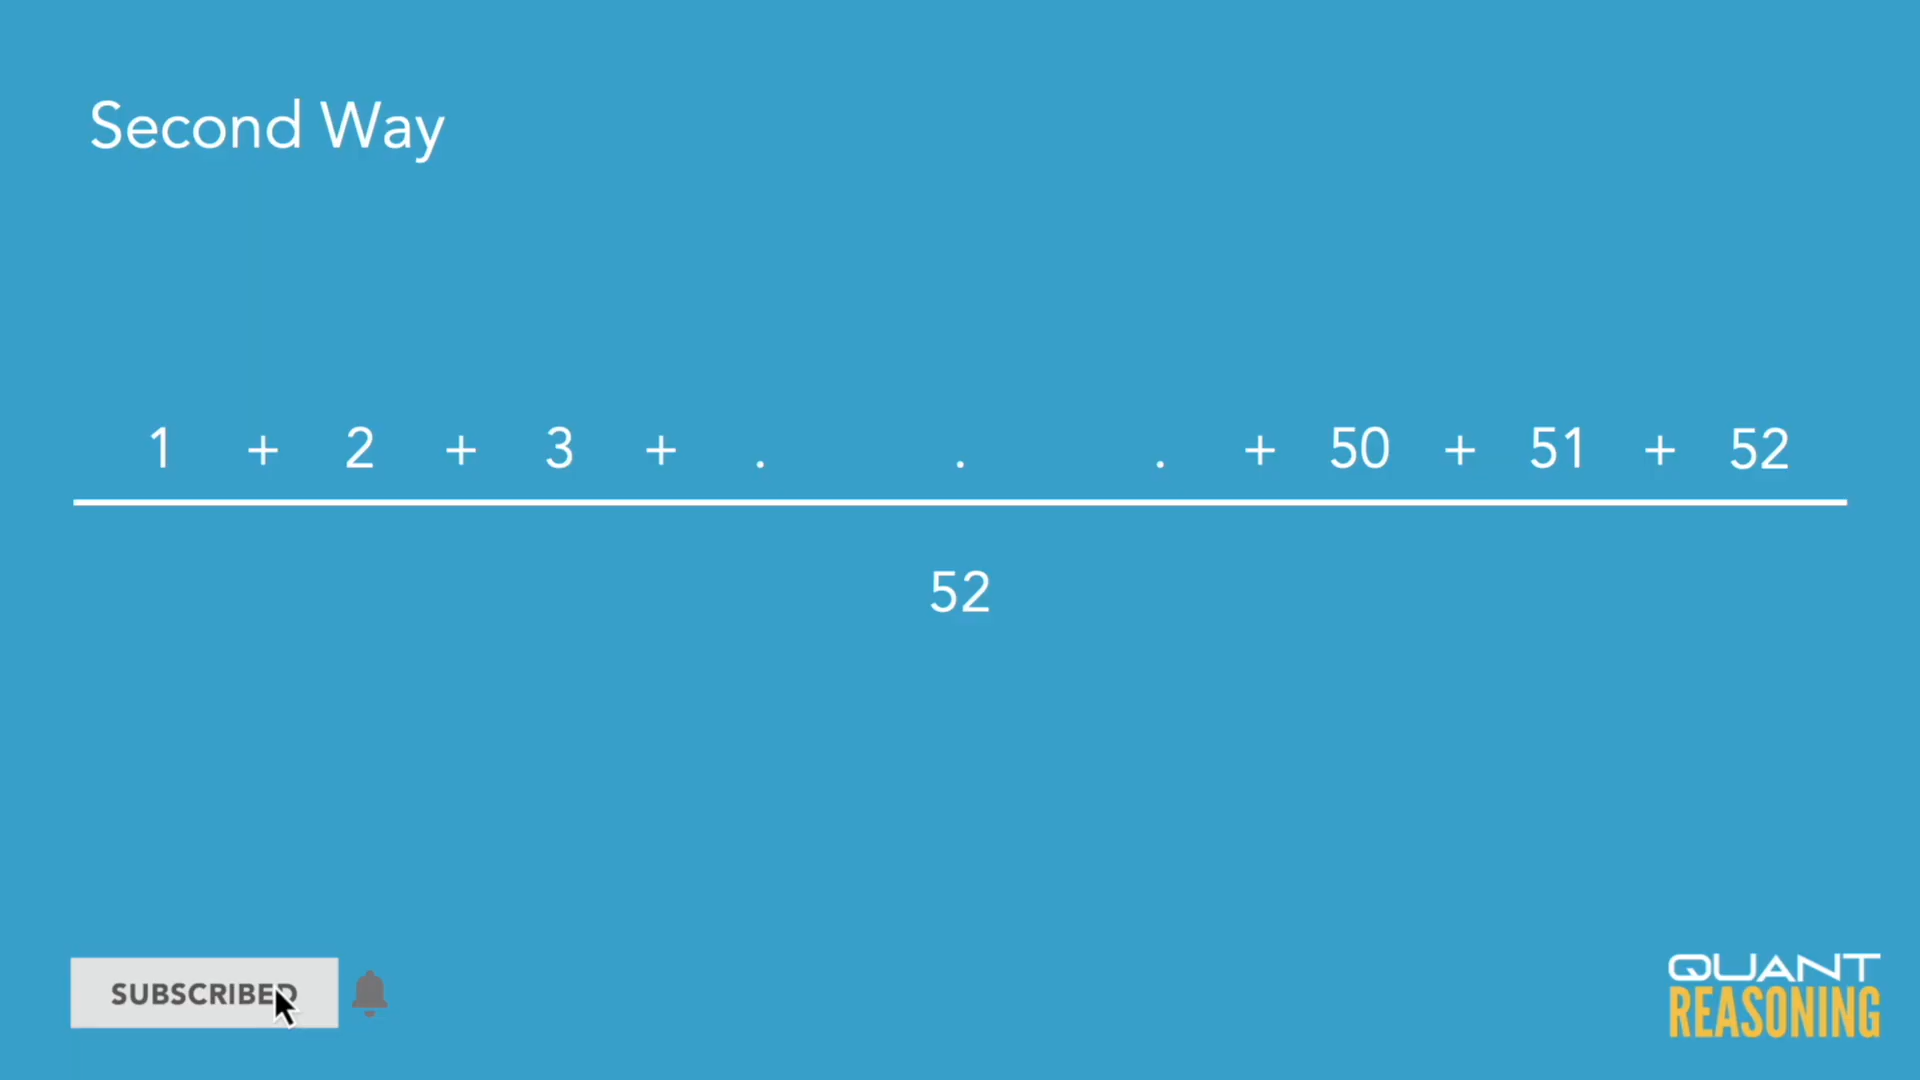 Second Way
1 + 2 + 3 + . . . + 50 + 51 + 52
52
SUBSCRIBED
QUANT
REASONING